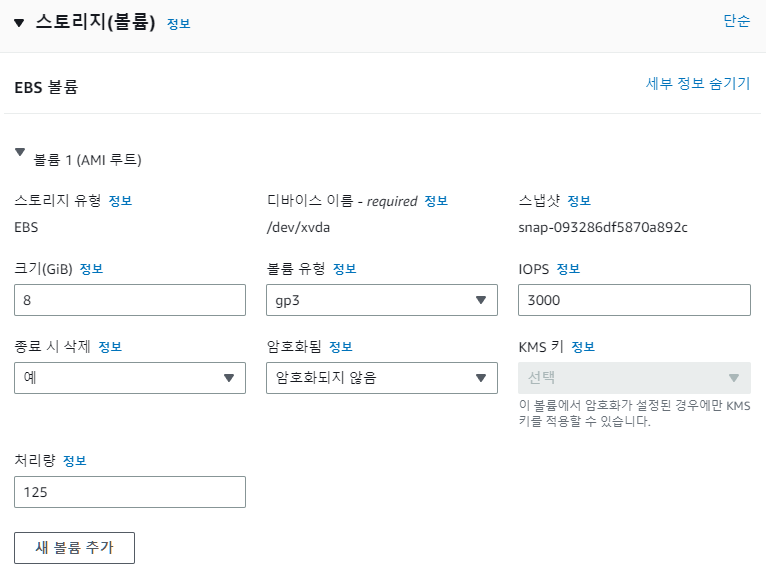 스토리지(볼륨) 정보
단순
EBS 볼륨
세부 정보 숨기기
볼륨 1 (AMI 루트)
스토리지 유형 정보
디바이스 이름 - required 정보
스냅샷 정보
EBS
/dev/xvda
snap-093286df5870a892c
크기(GiB) 정보
볼륨 유형 정보
IOPS 정보
8
gp3
3000
종료 시 삭제 정보
암호화됨 정보
KMS 키 정보
예
암호화되지 않음
선택
이 볼륨에서 암호화가 설정된 경우에만 KMS
키를 적용할 수 있습니다.
처리량 정보
125
새 볼륨 추가